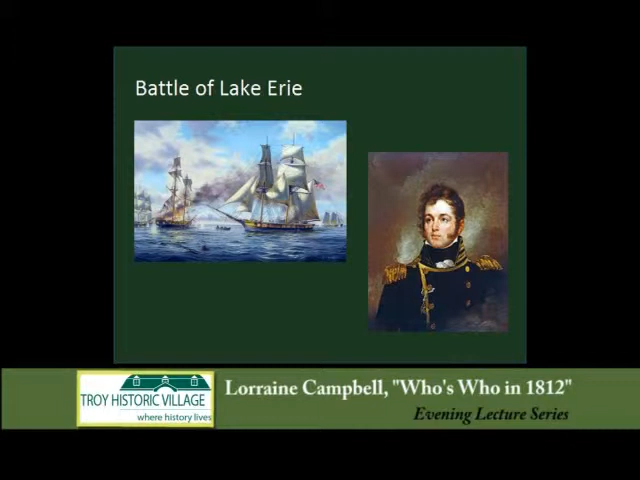 Battle of Lake Erie
TROY HISTORIC VILLAGE
where history lives
Lorraine Campbell, "Who's Who in 1812"
Evening Lecture Series